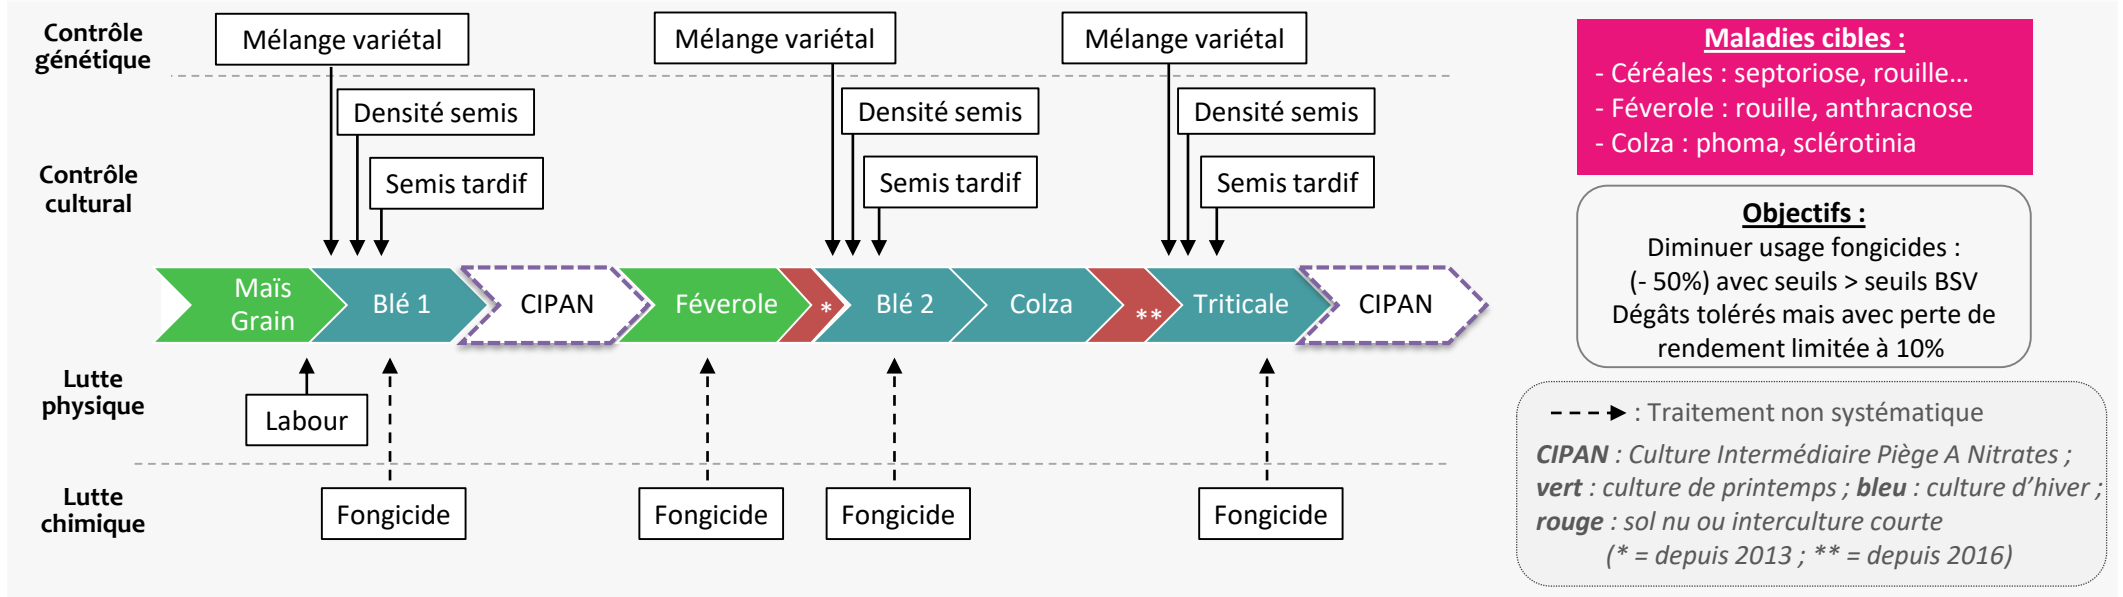 Contrôle
génétique
Mélange variétal
Mélange variétal
Mélange variétal
Contrôle
cultural
Densité semis
Densité semis
Densité semis
Semis tardif
Semis tardif
Semis tardif
Maïs
Grain
Blé 1
CIPAN
Féverole
*
Blé 2
Colza
**
Triticale
CIPAN
Lutte
physique
Labour
Lutte
chimique
Fongicide
Fongicide
Fongicide
Fongicide
Maladies cibles :
- Céréales : septoriose, rouille…
- Féverole : rouille, anthracnose
- Colza : phoma, sclérotinia
Objectifs :
Diminuer usage fongicides :
(- 50%) avec seuils > seuils BSV
Dégâts tolérés mais avec perte de
rendement limitée à 10%
: Traitement non systématique
CIPAN : Culture Intermédiaire Piège A Nitrates ;
vert : culture de printemps ; bleu : culture d’hiver ;
rouge : sol nu ou interculture courte
(* = depuis 2013 ; ** = depuis 2016)